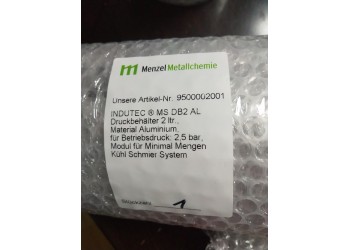 m Menzel Metallchemie
Unsere Artikel-Nr. 9500002001
INDUTEC ® MS DB2 AL
Druckbehälter 2 ltr.,
Material Aluminium,
für Betriebsdruck: 2,5 bar,
Modul für Minimal Mengen
Kühl Schmier System
1